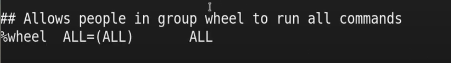 ## Allows people in group wheel to run all commands
%wheel  ALL=(ALL)       ALL